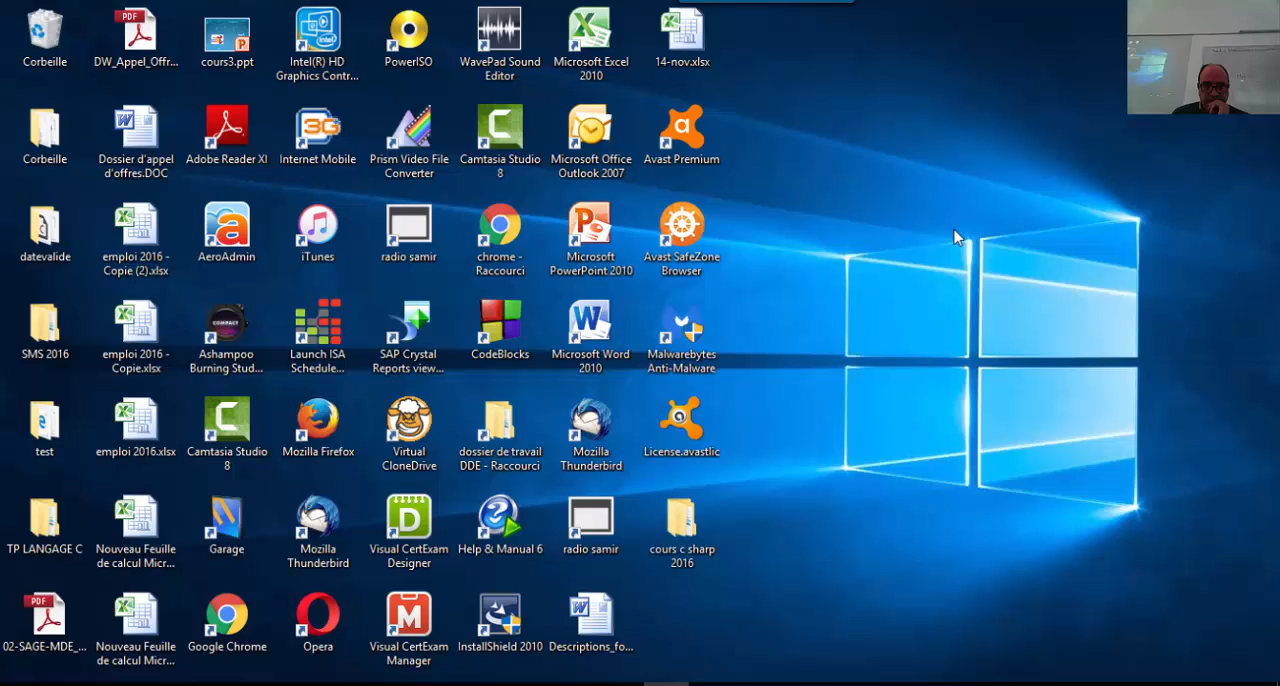 Corbeille
DW_Appel_Offr...
cours3.ppt
Intel(R) HD
Graphics Contr...
PowerISO
WavePad Sound
Editor
Microsoft Excel
2010
14-nov.xlsx
Corbeille
Dossier d'appel
d'offres.DOC
Adobe Reader XI
Internet Mobile
Prism Video File
Converter
Camtasia Studio
8
Microsoft Office
Outlook 2007
Avast Premium
datevalide
emploi 2016 -
Copie (2).xlsx
AeroAdmin
iTunes
radio samir
chrome -
Raccourci
Microsoft
PowerPoint 2010
Avast SafeZone
Browser
SMS 2016
emploi 2016 -
Copie.xlsx
Ashampoo
Burning Stud...
Launch ISA
Schedule...
SAP Crystal
Reports view...
CodeBlocks
Microsoft Word
2010
Malwarebytes
Anti-Malware
test
emploi 2016.xlsx
Camtasia Studio
8
Mozilla Firefox
Virtual
CloneDrive
dossier de travail
DDE - Raccourci
Mozilla
Thunderbird
License.avastlic
TP LANGAGE C
Nouveau Feuille
de calcul Micr...
Garage
Mozilla
Thunderbird
Visual CertExam
Designer
Help & Manual 6
radio samir
cours c sharp
2016
02-SAGE-MDE_...
Nouveau Feuille
de calcul Micr...
Google Chrome
Opera
Visual CertExam
Manager
InstallShield 2010
Descriptions_fo...